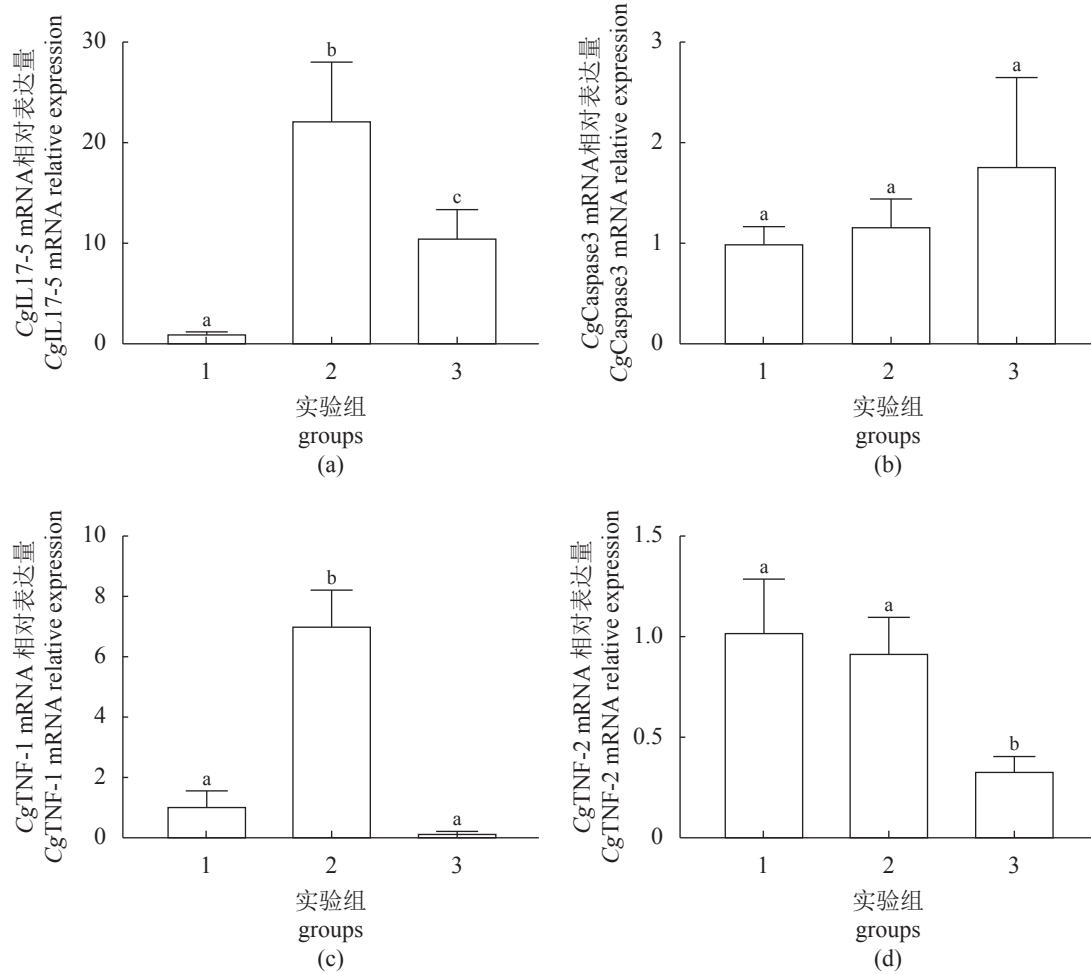 CgIL17-5 mRNA相对表达量
CgIL17-5 mRNA relative expression
30
20
10
0
b
c
a
1 2 3
实验组
groups
(a)
CgCaspase3 mRNA相对表达量
CgCaspase3 mRNA relative expression
3
2
1
0
a
a
a
1 2 3
实验组
groups
(b)
CgTNF-1 mRNA 相对表达量
CgTNF-1 mRNA relative expression
10
8
6
4
2
0
b
a
a
1 2 3
实验组
groups
(c)
CgTNF-2 mRNA 相对表达量
CgTNF-2 mRNA relative expression
1.5
1.0
0.5
0
a
a
b
1 2 3
实验组
groups
(d)